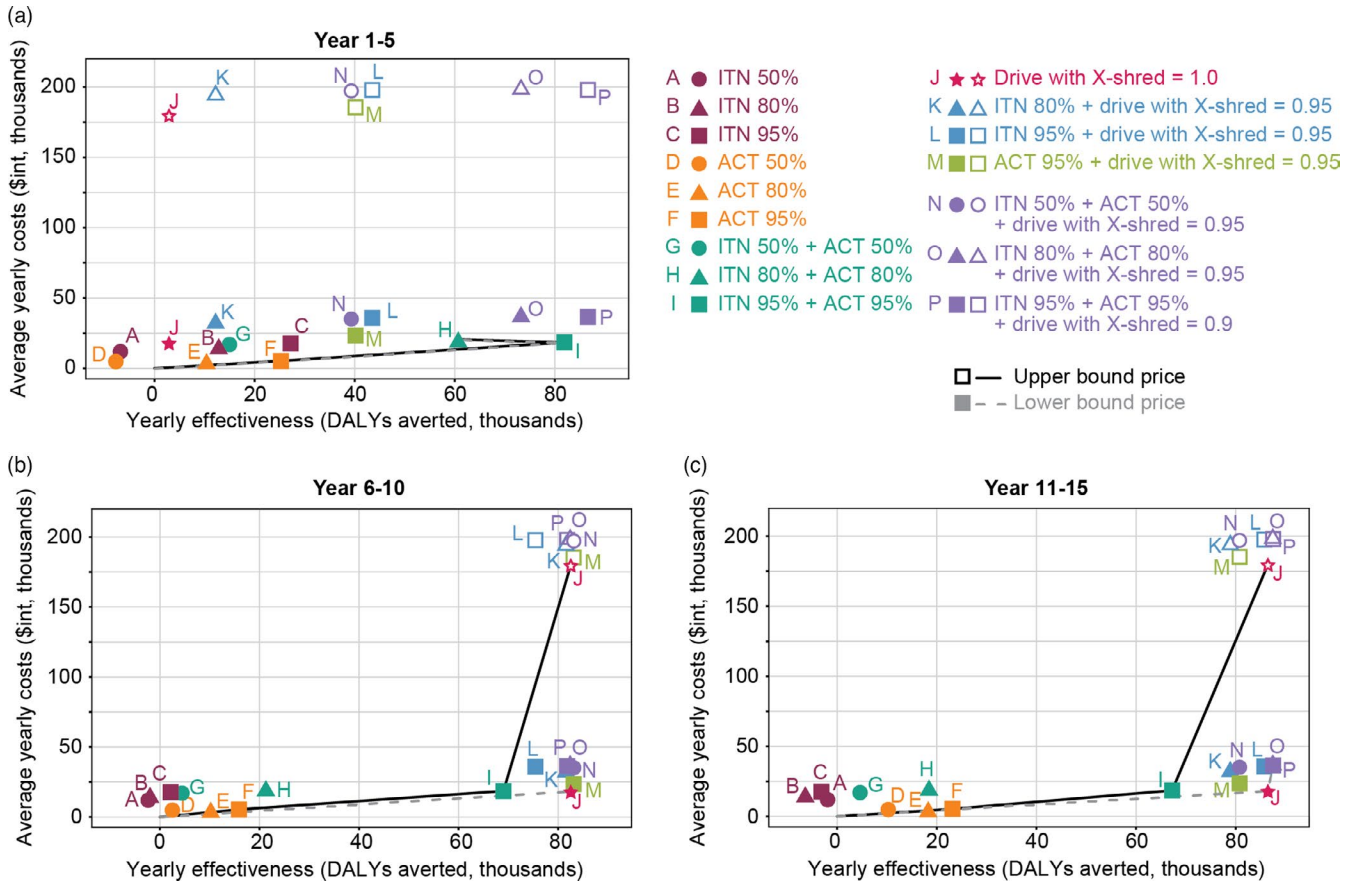 (a)
Year 1-5
Average yearly costs ($int, thousands)
200
150
100
50
0
J
K
N
L
M
O
P
D
A
J
E
B
K
G
F
C
N
M
L
H
O
I
P
0
20
40
60
80
Yearly effectiveness (DALYs averted, thousands)
A ITN 50%
B ITN 80%
C ITN 95%
D ACT 50%
E ACT 80%
F ACT 95%
G ITN 50% + ACT 50%
H ITN 80% + ACT 80%
I ITN 95% + ACT 95%
J Drive with X-shred = 1.0
K ITN 80% + drive with X-shred = 0.95
L ITN 95% + drive with X-shred = 0.95
M ACT 95% + drive with X-shred = 0.95
N ITN 50% + ACT 50%
+ drive with X-shred = 0.95
O ITN 80% + ACT 80%
+ drive with X-shred = 0.95
P ITN 95% + ACT 95%
+ drive with X-shred = 0.9
Upper bound price
Lower bound price
(b)
Year 6-10
Average yearly costs ($int, thousands)
200
150
100
50
0
L
P
O
N
K
M
J
A
B
C
G
D
E
F
H
I
L
P
O
N
K
M
J
0
20
40
60
80
Yearly effectiveness (DALYs averted, thousands)
(c)
Year 11-15
Average yearly costs ($int, thousands)
200
150
100
50
0
N
L
O
K
P
M
J
B
C
A
G
D
H
E
F
I
K
N
L
O
P
M
J
0
20
40
60
80
Yearly effectiveness (DALYs averted, thousands)